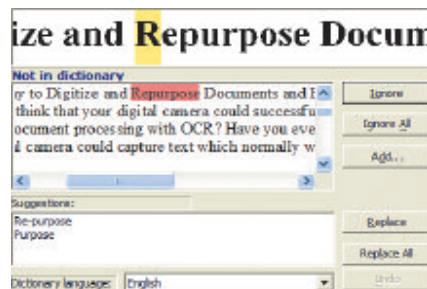 ize and Repurpose Docum
Not in dictionary
y to Digitize and Repurpose Documents and
think that your digital camera could successfu
ocument processing with OCR? Have you eve
l camera could capture text which normally w
Ignore
Ignore All
Add...
Suggestions:
Re-purpose
Purpose
Replace
Replace All
Undo
Dictionary language:
English